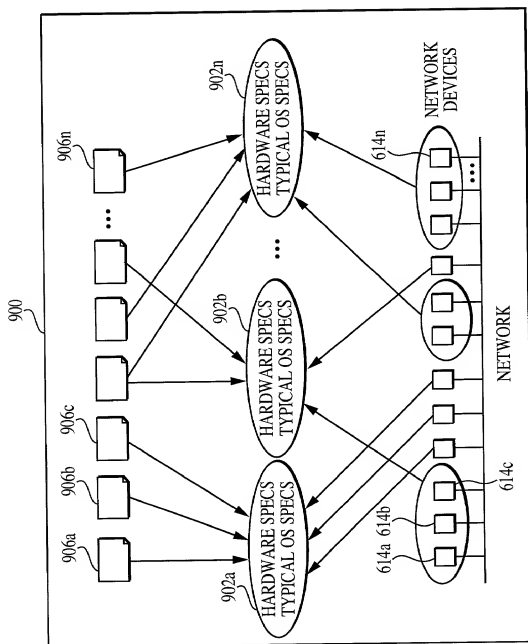 900
906a
906b
906c
...
906n
902a
HARDWARE SPECS
TYPICAL OS SPECS
902b
HARDWARE SPECS
TYPICAL OS SPECS
...
902n
HARDWARE SPECS
TYPICAL OS SPECS
614a
614b
614c
614n
...
NETWORK
DEVICES
NETWORK